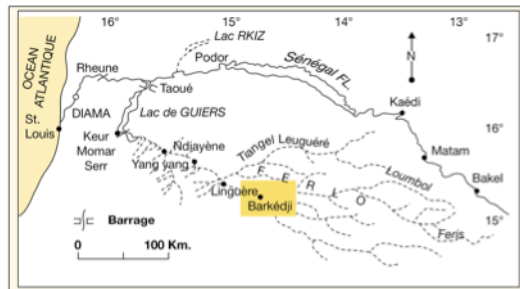 16°
15°
14°
13°
17°
Lac RKIZ
OCEAN
ATLANTIQUE
Rheune
Podor
Sénégal FL
N
Taoué
DIAMA
Lac de GUIERS
Kaédi
St.
Louis
Keur
Momar
Serr
Ndjayène
Yang yang
Tiangel Leuguéré
16°
Matam
FERLO
Loumbol
Bakel
Linguère
Barkédji
15°
Barrage
Feris
0 100 Km.